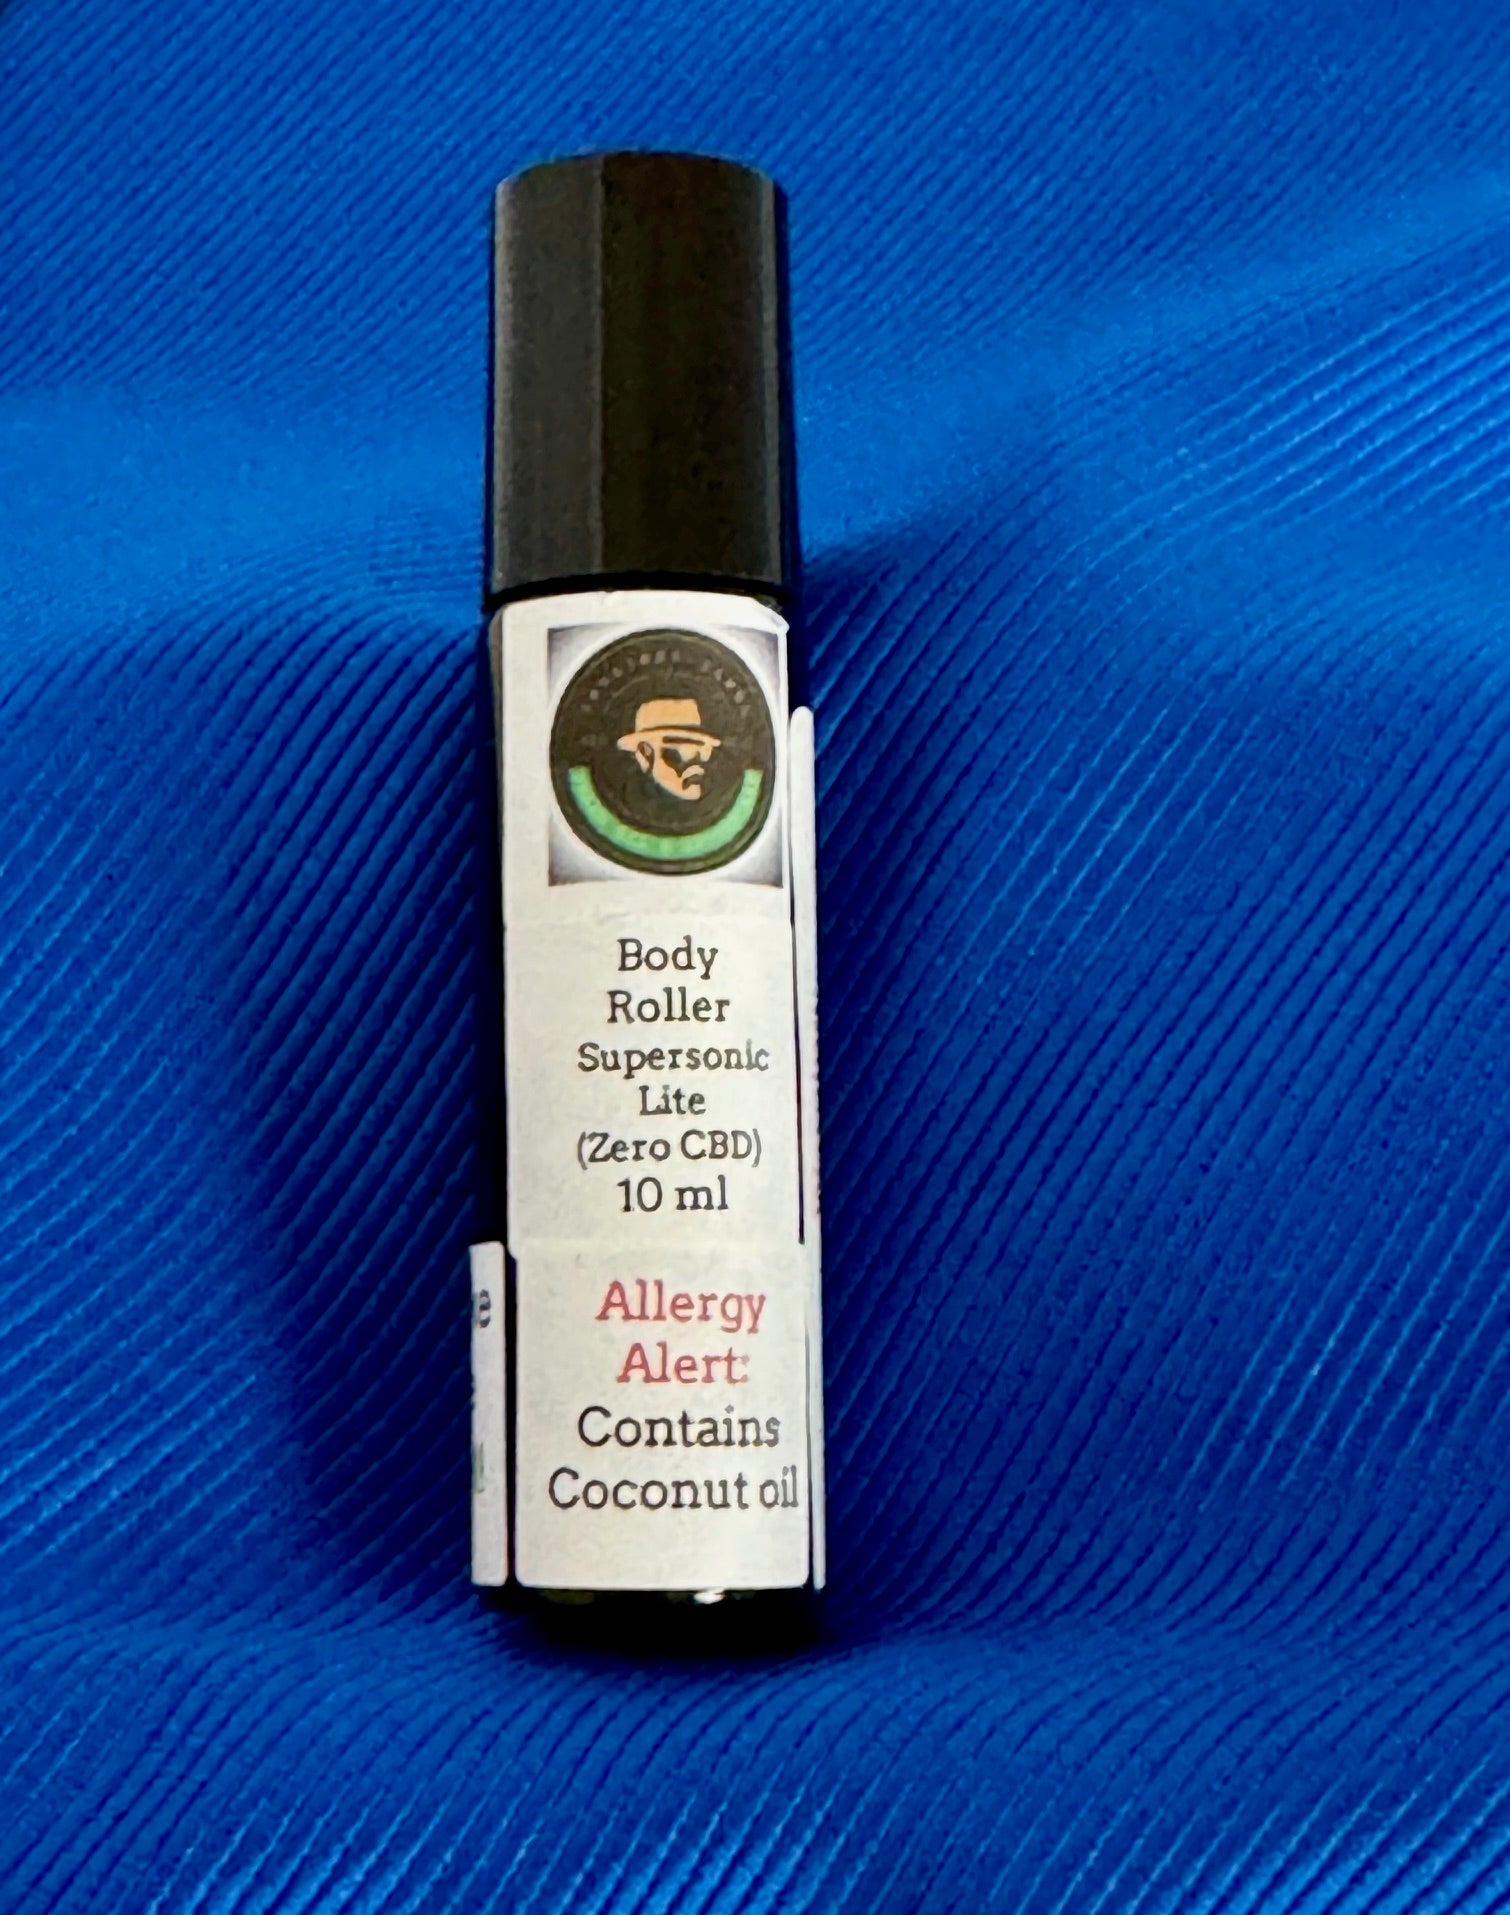 Body
Roller
Supersonic
Lite
(Zero CBD)
10 ml
Allergy
Alert:
Contains
Coconut oil